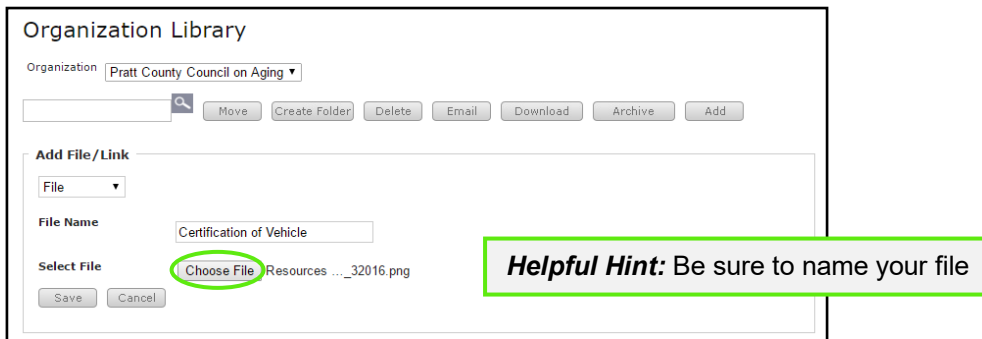 Organization Library
Organization Pratt County Council on Aging
Move Create Folder Delete Email Download Archive Add
Add File/Link
File
File Name Certification of Vehicle
Select File Choose File Resources ..._32016.png
Helpful Hint: Be sure to name your file
Save Cancel